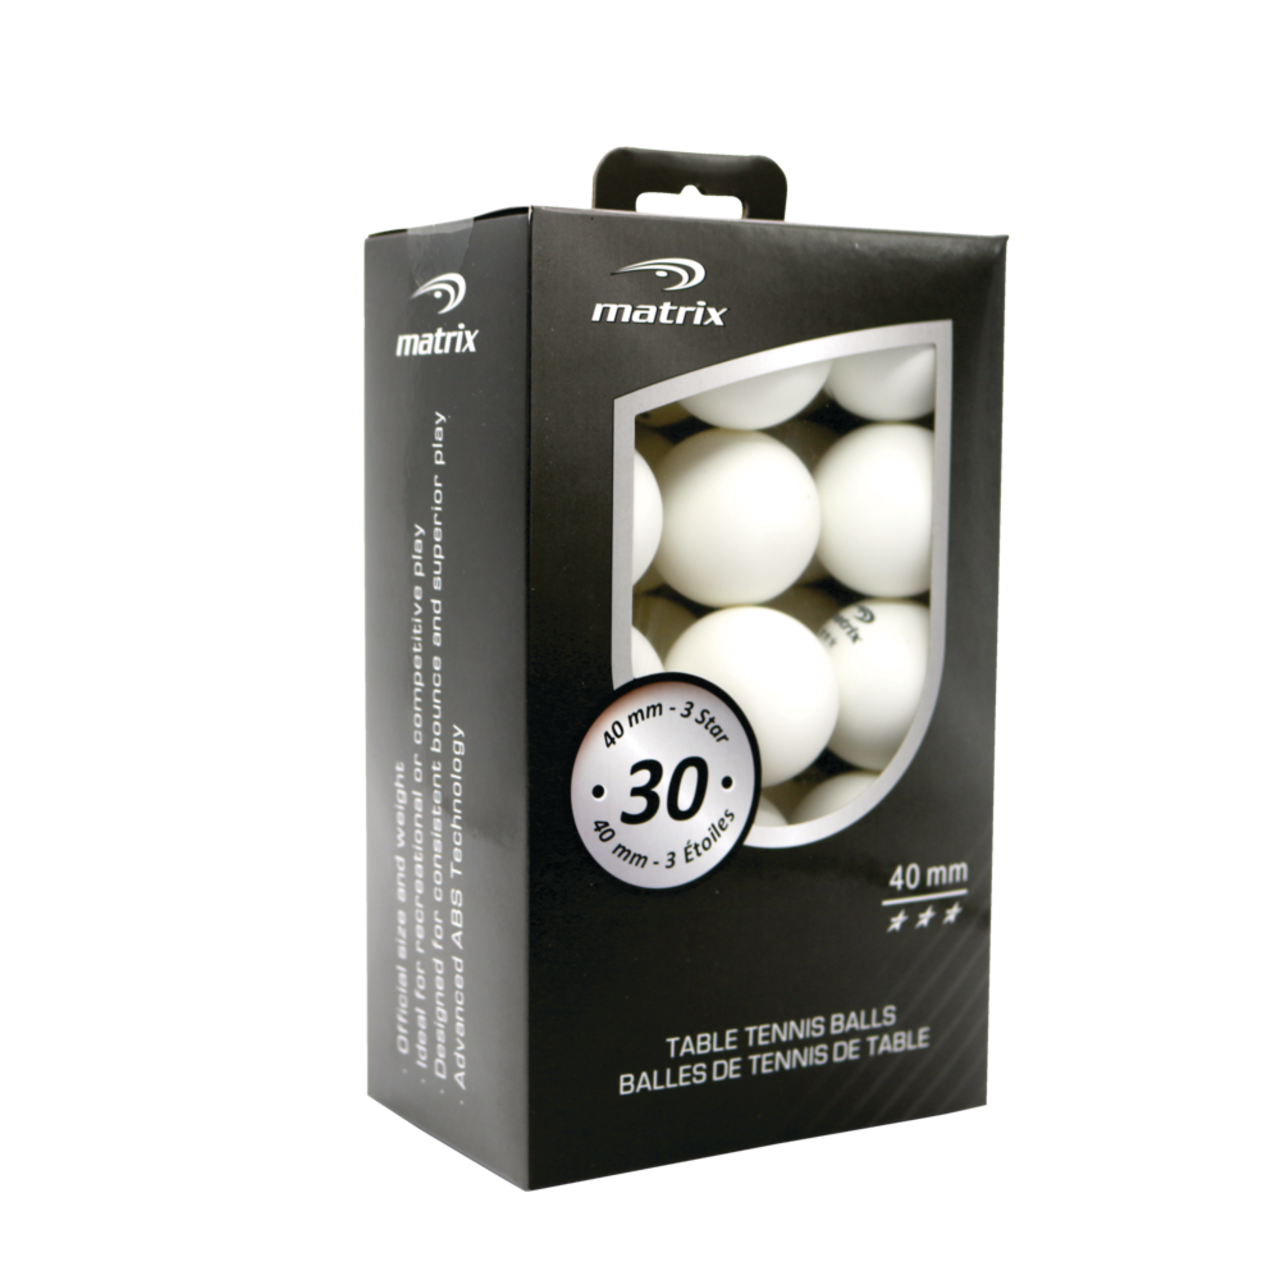 matrix
· Official size and weight
· Ideal for recreational or competitive play
· Designed for consistent bounce and superior play
· Advanced ABS Technology
matrix
40 mm - 3 Star
• 30 •
40 mm - 3 Étoiles
40 mm
TABLE TENNIS BALLS
BALLES DE TENNIS DE TABLE